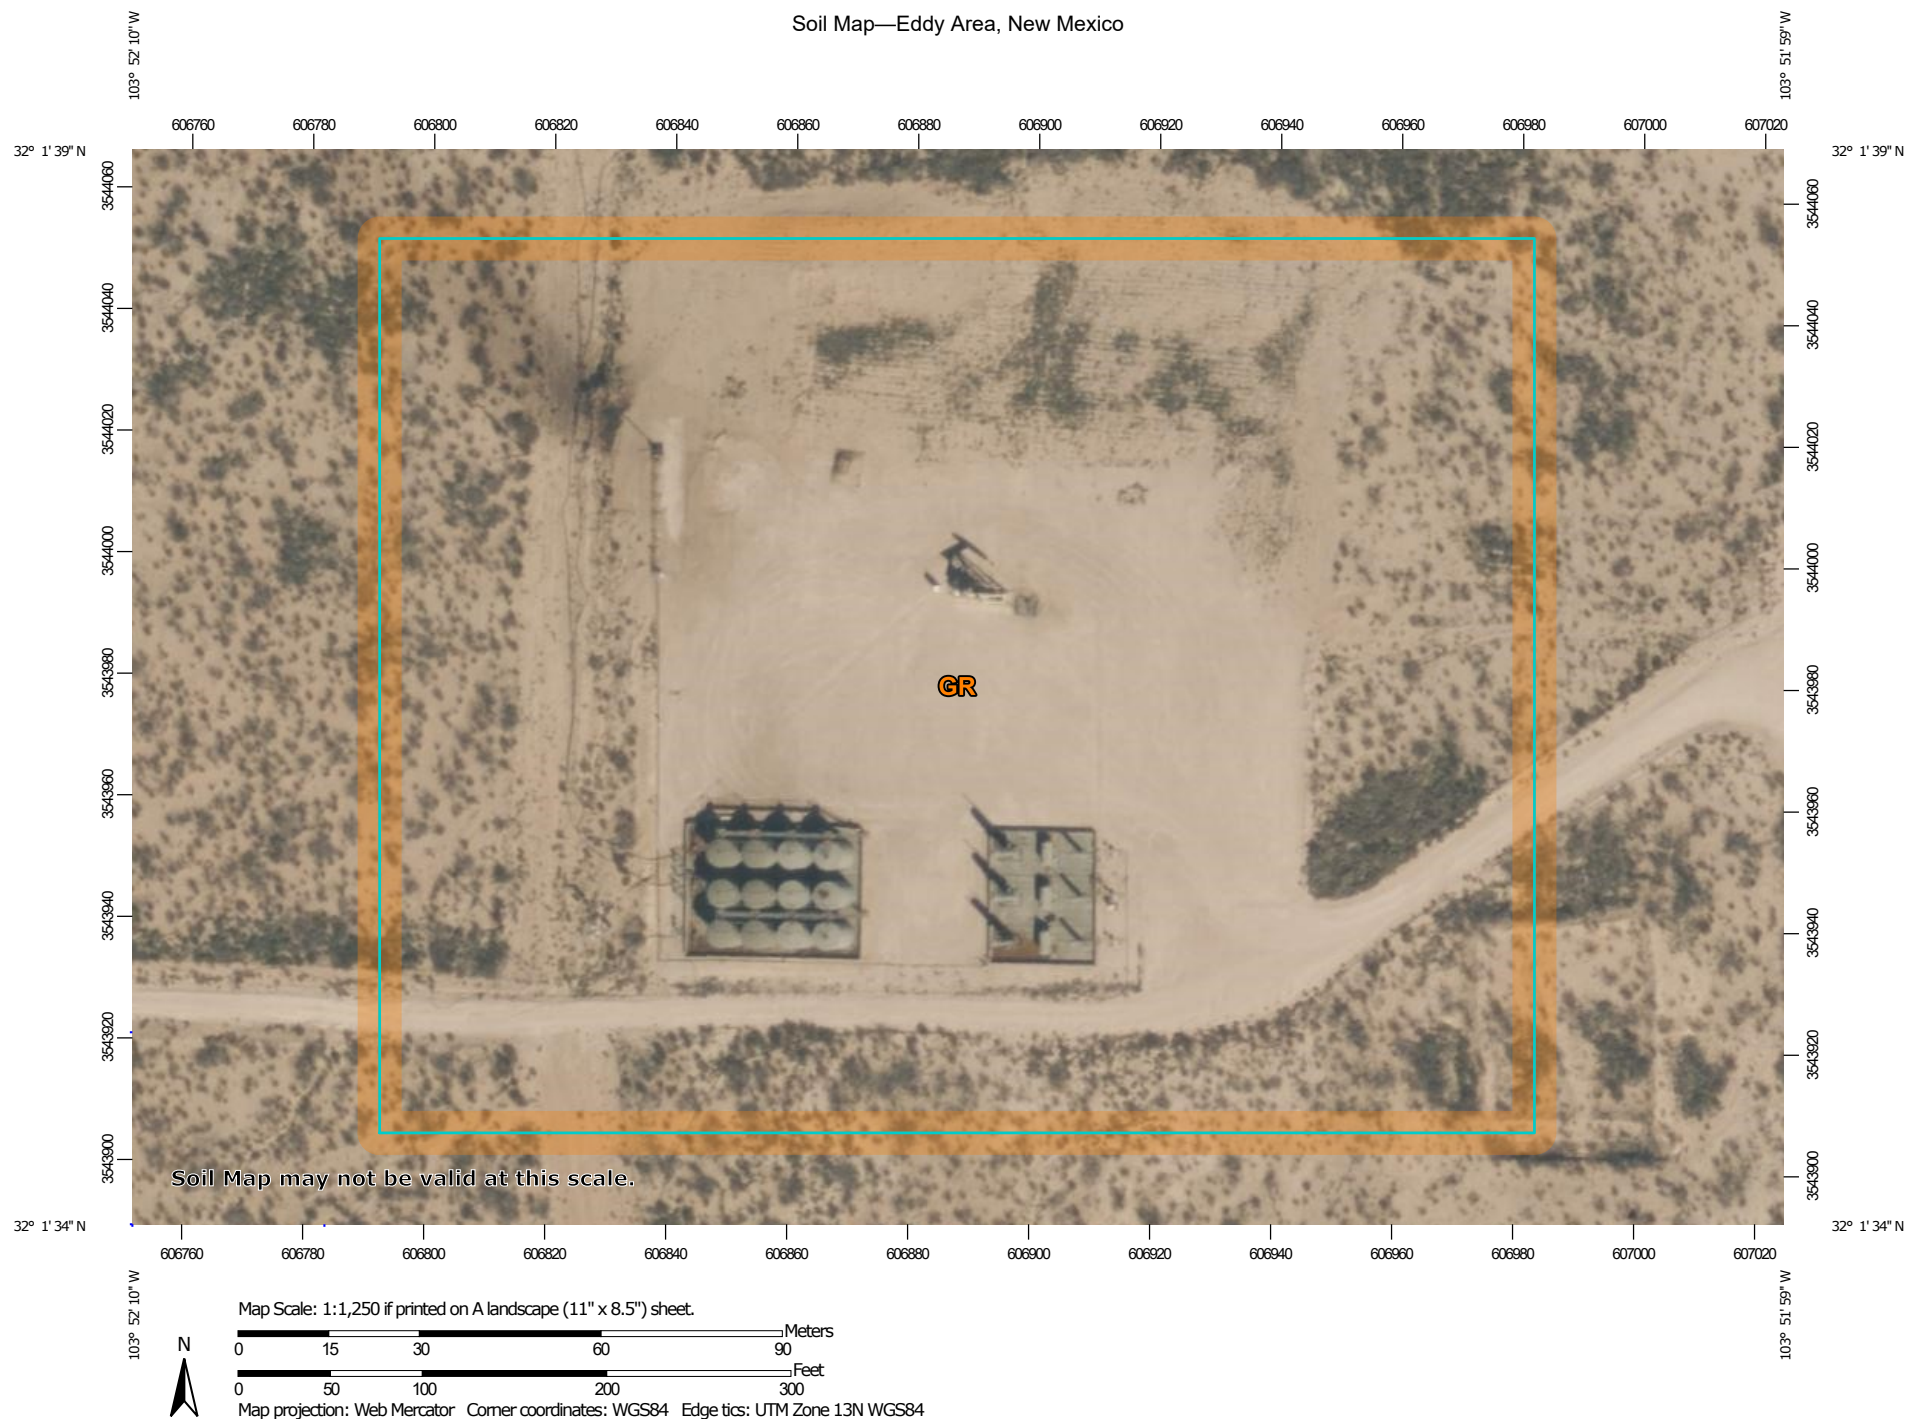 Soil Map—Eddy Area, New Mexico
103° 52' 10" W
103° 51' 59" W
606760 606780 606800 606820 606840 606860 606880 606900 606920 606940 606960 606980 607000 607020
32° 1' 39" N
32° 1' 39" N
3544060
3544060
3544040
3544040
3544020
3544020
3544000
3544000
3543980
3543980
GR
3543960
3543960
3543940
3543940
3543920
3543920
3543900
3543900
Soil Map may not be valid at this scale.
32° 1' 34" N
32° 1' 34" N
606760 606780 606800 606820 606840 606860 606880 606900 606920 606940 606960 606980 607000 607020
103° 52' 10" W
103° 51' 59" W
Map Scale: 1:1,250 if printed on A landscape (11" x 8.5") sheet.
Meters
N
0 15 30 60 90
Feet
0 50 100 200 300
Map projection: Web Mercator Corner coordinates: WGS84 Edge tics: UTM Zone 13N WGS84